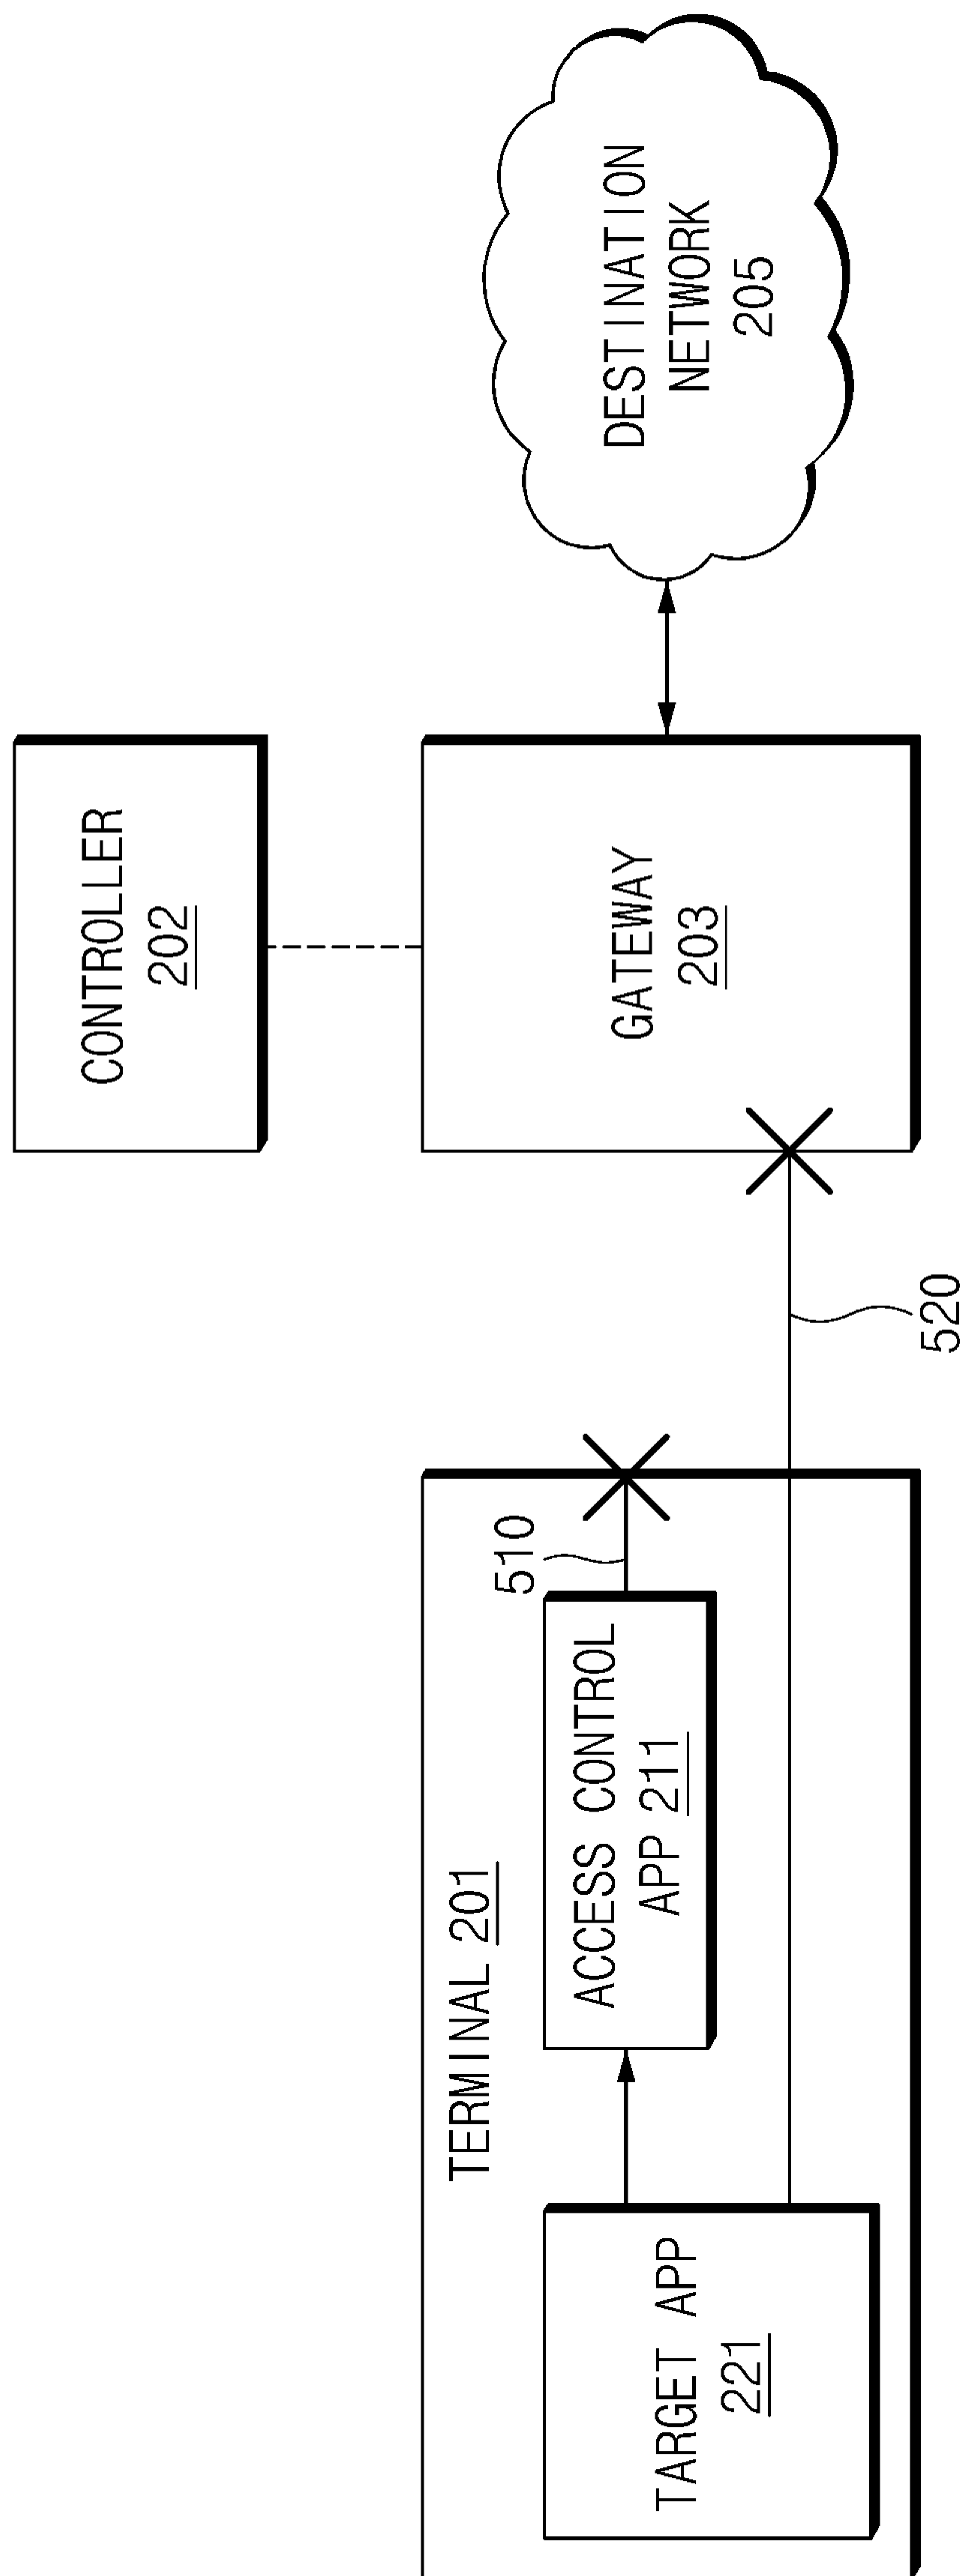 CONTROLLER
202
TERMINAL 201
TARGET APP
221
ACCESS CONTROL
APP 211
510
520
GATEWAY
203
DESTINATION
NETWORK
205